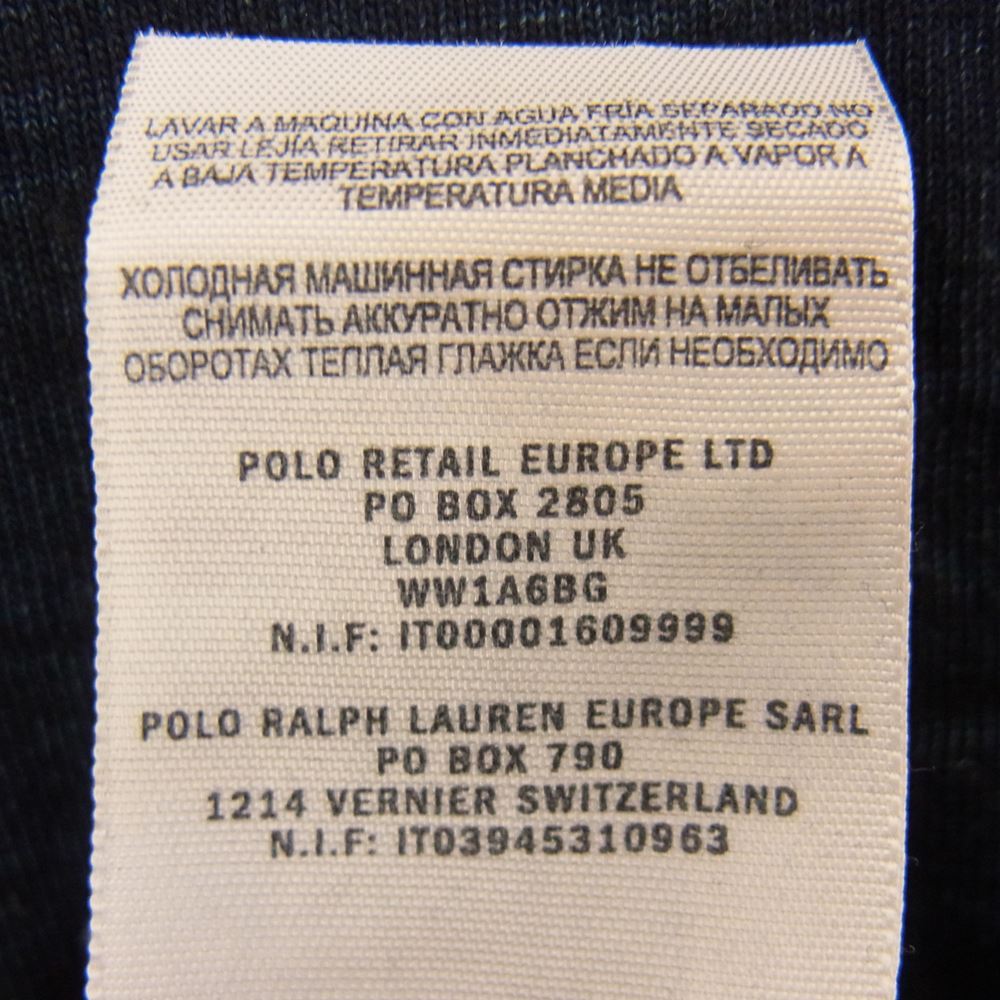 LAVAR A MAQUINA CON AGUA FRÍA SEPARADO NO
USAR LEJÍA RETIRAR INMEDIATAMENTE SECADO
A BAJA TEMPERATURA PLANCHADO A VAPOR A
TEMPERATURA MEDIA
ХОЛОДНАЯ МАШИННАЯ СТИРКА НЕ ОТБЕЛИВАТЬ
СНИМАТЬ АККУРАТНО ОТЖИМ НА МАЛЫХ
ОБОРОТАХ ТЕПЛАЯ ГЛАЖКА ЕСЛИ НЕОБХОДИМО
POLO RETAIL EUROPE LTD
PO BOX 2805
LONDON UK
WW1A6BG
N.I.F: IT00001609999
POLO RALPH LAUREN EUROPE SARL
PO BOX 790
1214 VERNIER SWITZERLAND
N.I.F: IT03945310963